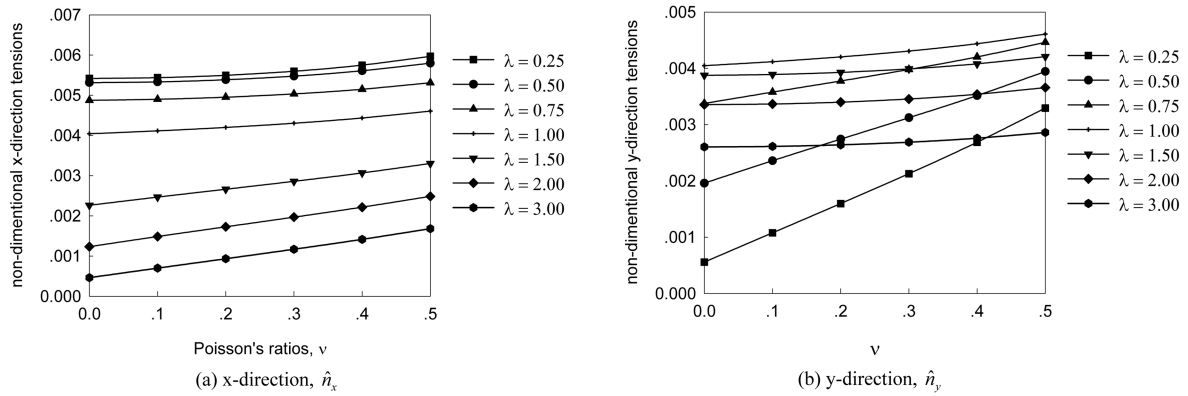 non-dimentional x-direction tensions
.007
.006
.005
.004
.003
.002
.001
0.000
0.0 .1 .2 .3 .4 .5
Poisson's ratios, ν
λ = 0.25
λ = 0.50
λ = 0.75
λ = 1.00
λ = 1.50
λ = 2.00
λ = 3.00
(a) x-direction, n̂ₓ
non-dimentional y-direction tensions
.005
.004
.003
.002
.001
0.000
0.0 .1 .2 .3 .4 .5
ν
λ = 0.25
λ = 0.50
λ = 0.75
λ = 1.00
λ = 1.50
λ = 2.00
λ = 3.00
(b) y-direction, n̂_y